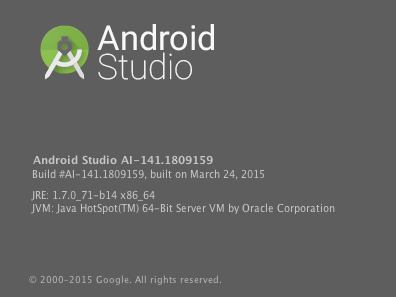 Android
Studio
Android Studio AI-141.1809159
Build #AI-141.1809159, built on March 24, 2015
JRE: 1.7.0_71-b14 x86_64
JVM: Java HotSpot(TM) 64-Bit Server VM by Oracle Corporation
© 2000-2015 Google. All rights reserved.